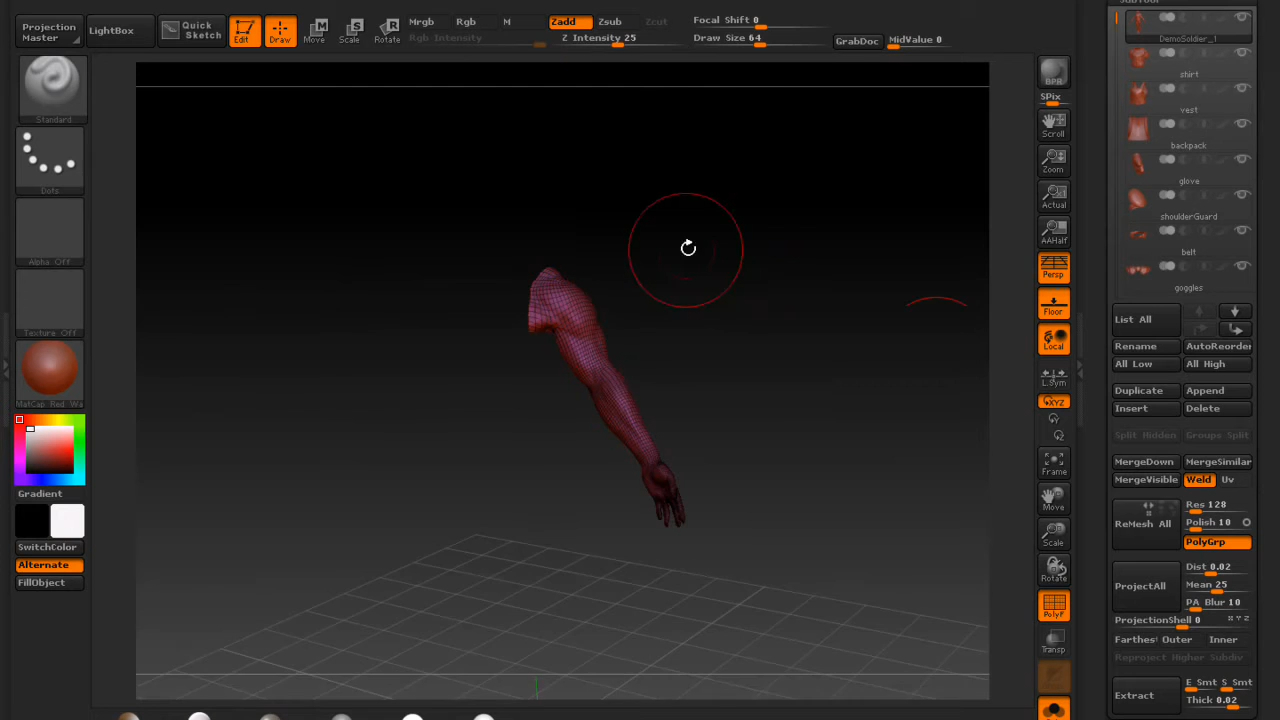 SubTool
Projection
Master
LightBox
Quick
Sketch
Edit
Draw
Move
Scale
Rotate
Mrgb
Rgb
M
Rgb Intensity
Zadd
Zsub
Zcut
Z Intensity 25
Focal Shift 0
Draw Size 64
GrabDoc
MidValue 0
Standard
Dots
Alpha Off
Texture Off
MatCap Red Wa
Gradient
SwitchColor
Alternate
FillObject
BPR
SPix
Scroll
Zoom
Actual
AAHalf
Persp
Floor
Local
L.Sym
XYZ
Frame
Move
Scale
Rotate
PolyF
Transp
DemoSoldier_1
shirt
vest
backpack
glove
shoulderGuard
belt
goggles
List All
Rename
AutoReorder
All Low
All High
Duplicate
Append
Insert
Delete
Split Hidden
Groups Split
MergeDown
MergeSimilar
MergeVisible
Weld
Uv
ReMesh All
Res 128
Polish 10
PolyGrp
ProjectAll
Dist 0.02
Mean 25
PA Blur 10
ProjectionShell 0
X Y Z
Farthest
Outer
Inner
Reproject Higher Subdiv
Extract
E Smt
S Smt
Thick 0.02